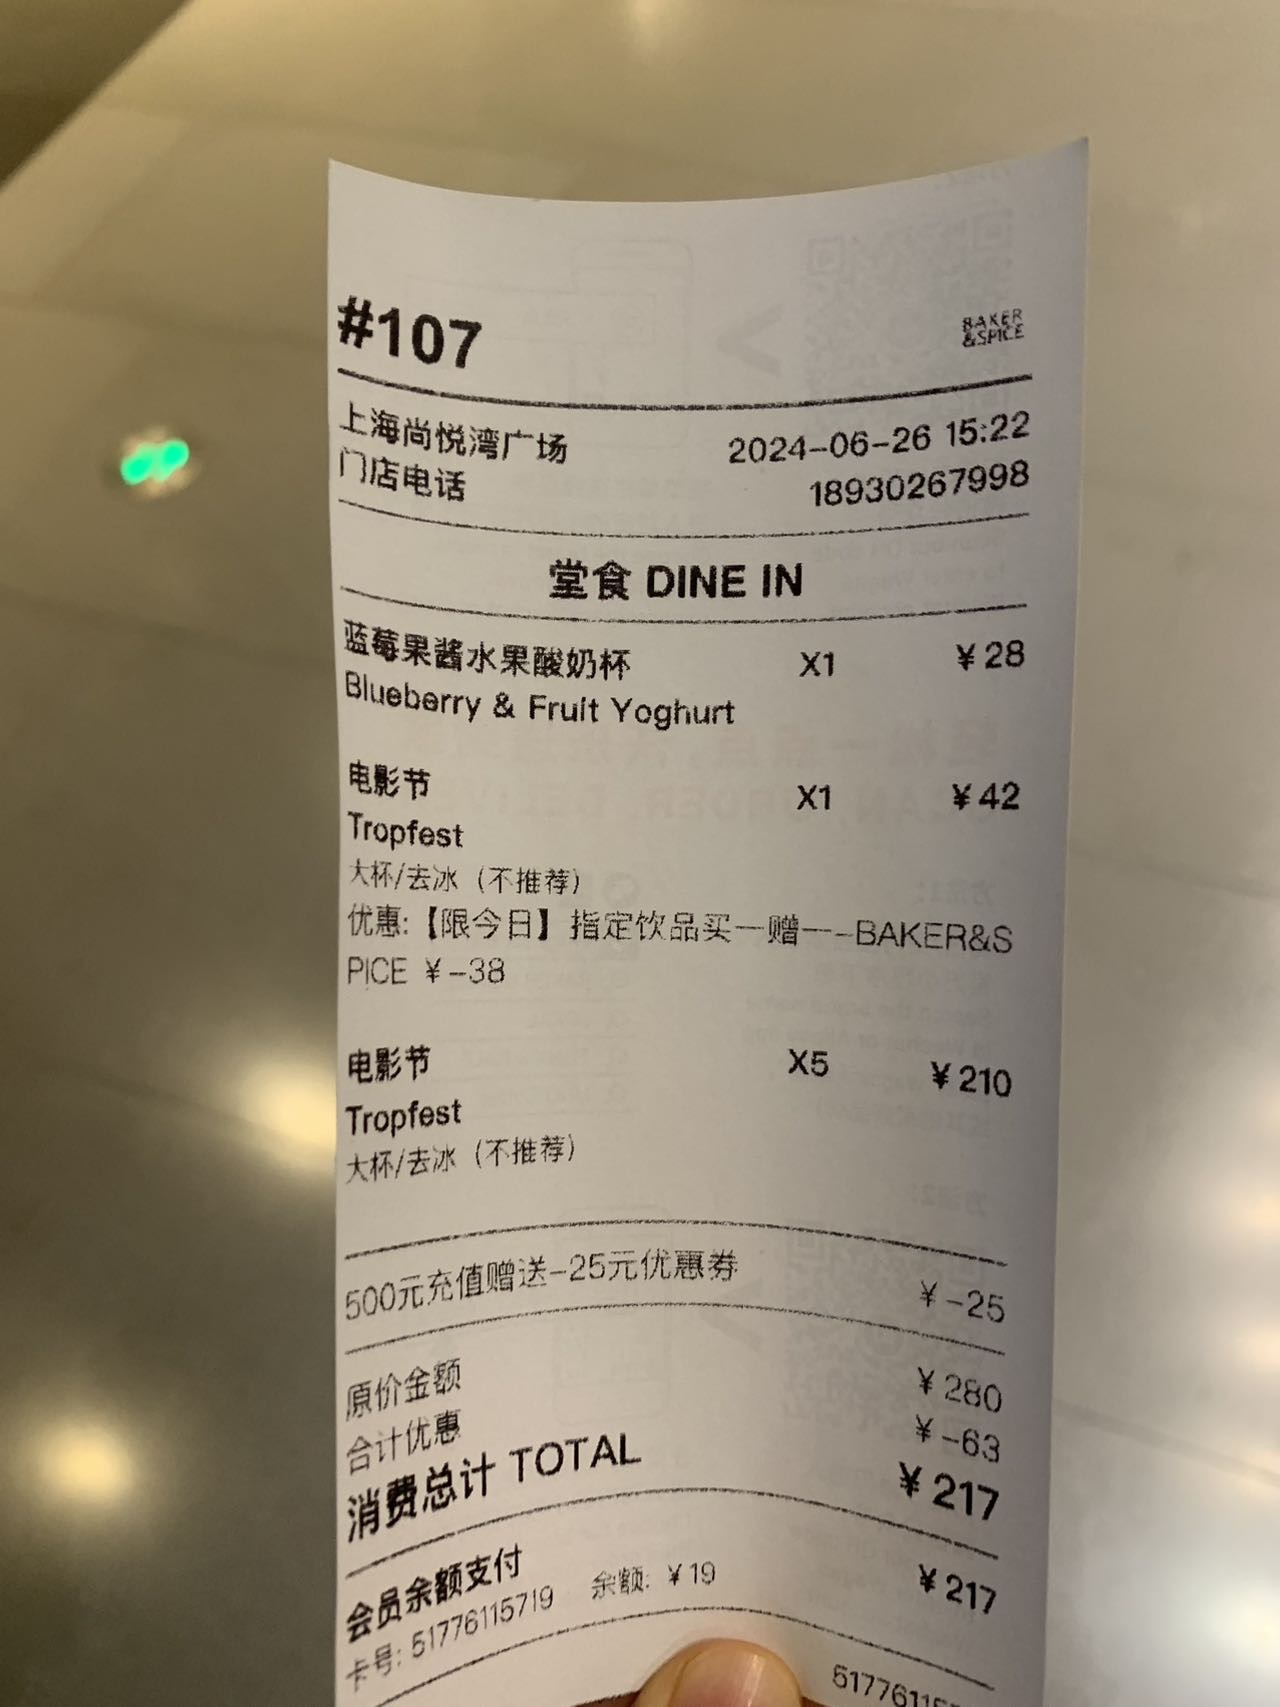 #107
BAKER
&SPICE
上海尚悦湾广场 2024-06-26 15:22
门店电话 18930267998
堂食 DINE IN
蓝莓果酱水果酸奶杯 X1 ¥28
Blueberry & Fruit Yoghurt
电影节 X1 ¥42
Tropfest
大杯/去冰（不推荐）
优惠:【限今日】指定饮品买一赠一-BAKER&S
PICE ¥-38
电影节 X5 ¥210
Tropfest
大杯/去冰（不推荐）
500元充值赠送-25元优惠券 ¥-25
原价金额 ¥280
合计优惠 ¥-63
消费总计 TOTAL ¥217
会员余额支付 ¥217
卡号: 51776115719 余额: ¥19